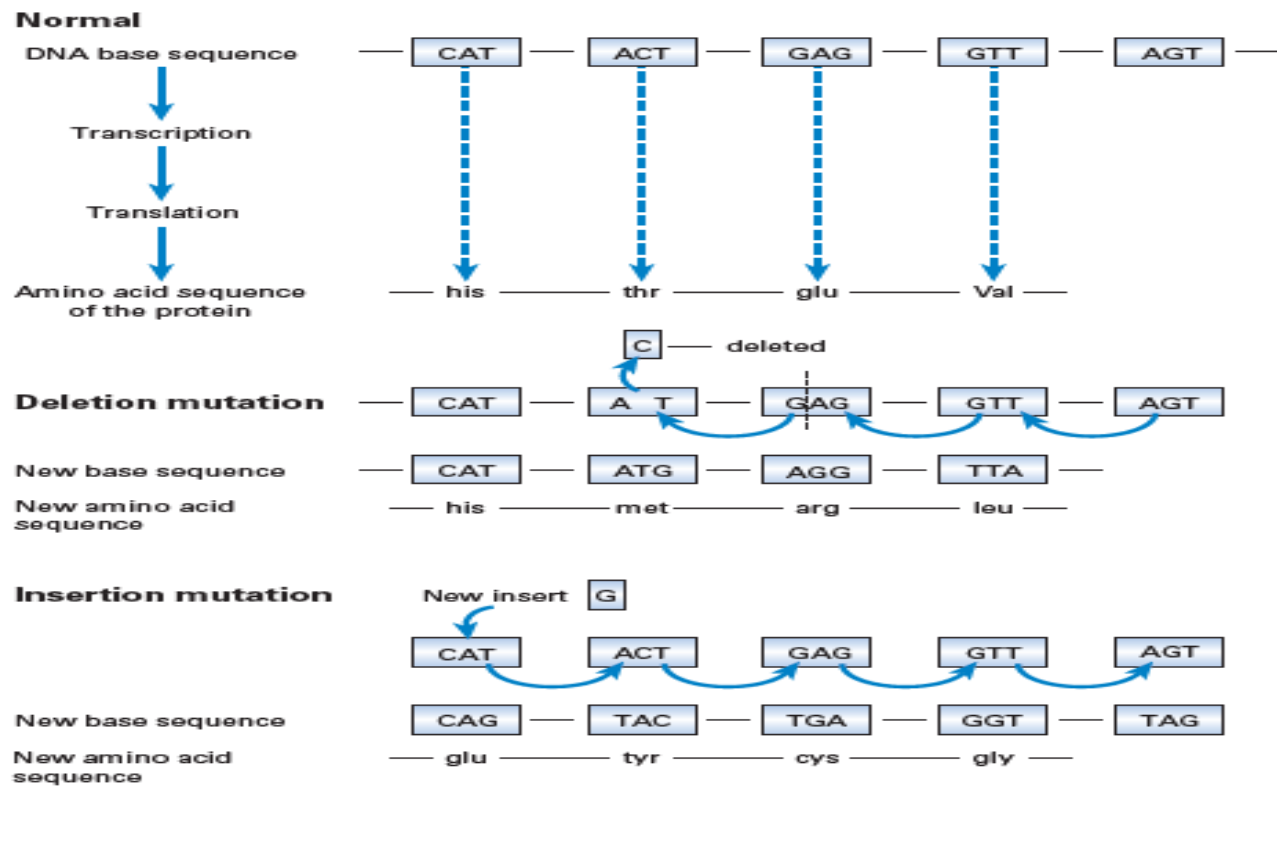 Normal
DNA base sequence CAT ACT GAG GTT AGT
Transcription
Translation
Amino acid sequence his thr glu Val
of the protein
C deleted
Deletion mutation CAT A T GAG GTT AGT
New base sequence CAT ATG AGG TTA
New amino acid his met arg leu
sequence
Insertion mutation New insert G
CAT ACT GAG GTT AGT
New base sequence CAG TAC TGA GGT TAG
New amino acid glu tyr cys gly
sequence